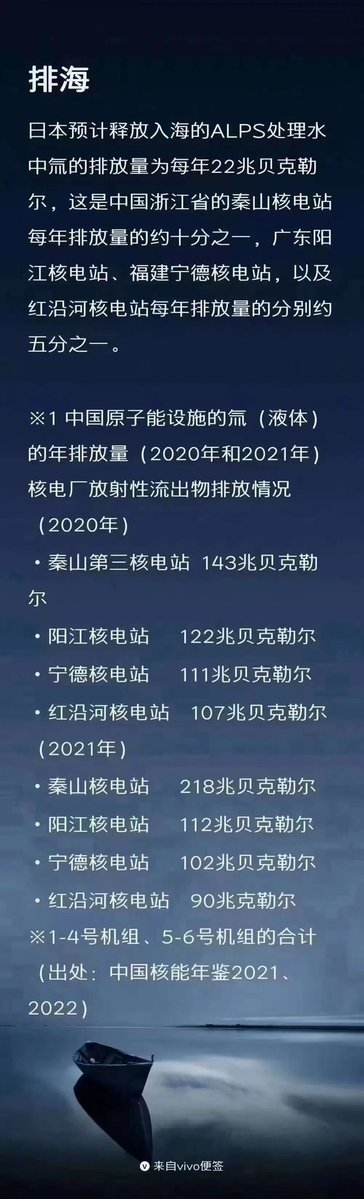 排海
日本预计释放入海的ALPS处理水
中氚的排放量为每年22兆贝克勒
尔，这是中国浙江省的秦山核电站
每年排放量的约十分之一，广东阳
江核电站、福建宁德核电站，以及
红沿河核电站每年排放量的分别约
五分之一。
※1 中国原子能设施的氚（液体）
的年排放量（2020年和2021年）
核电厂放射性流出物排放情况
（2020年）
·秦山第三核电站 143兆贝克勒
尔
·阳江核电站 122兆贝克勒尔
·宁德核电站 111兆贝克勒尔
·红沿河核电站 107兆贝克勒尔
（2021年）
·秦山核电站 218兆贝克勒尔
·阳江核电站 112兆贝克勒尔
·宁德核电站 102兆贝克勒尔
·红沿河核电站 90兆贝克勒尔
※1-4号机组、5-6号机组的合计
（出处：中国核能年鉴2021、
2022）
来自vivo便签